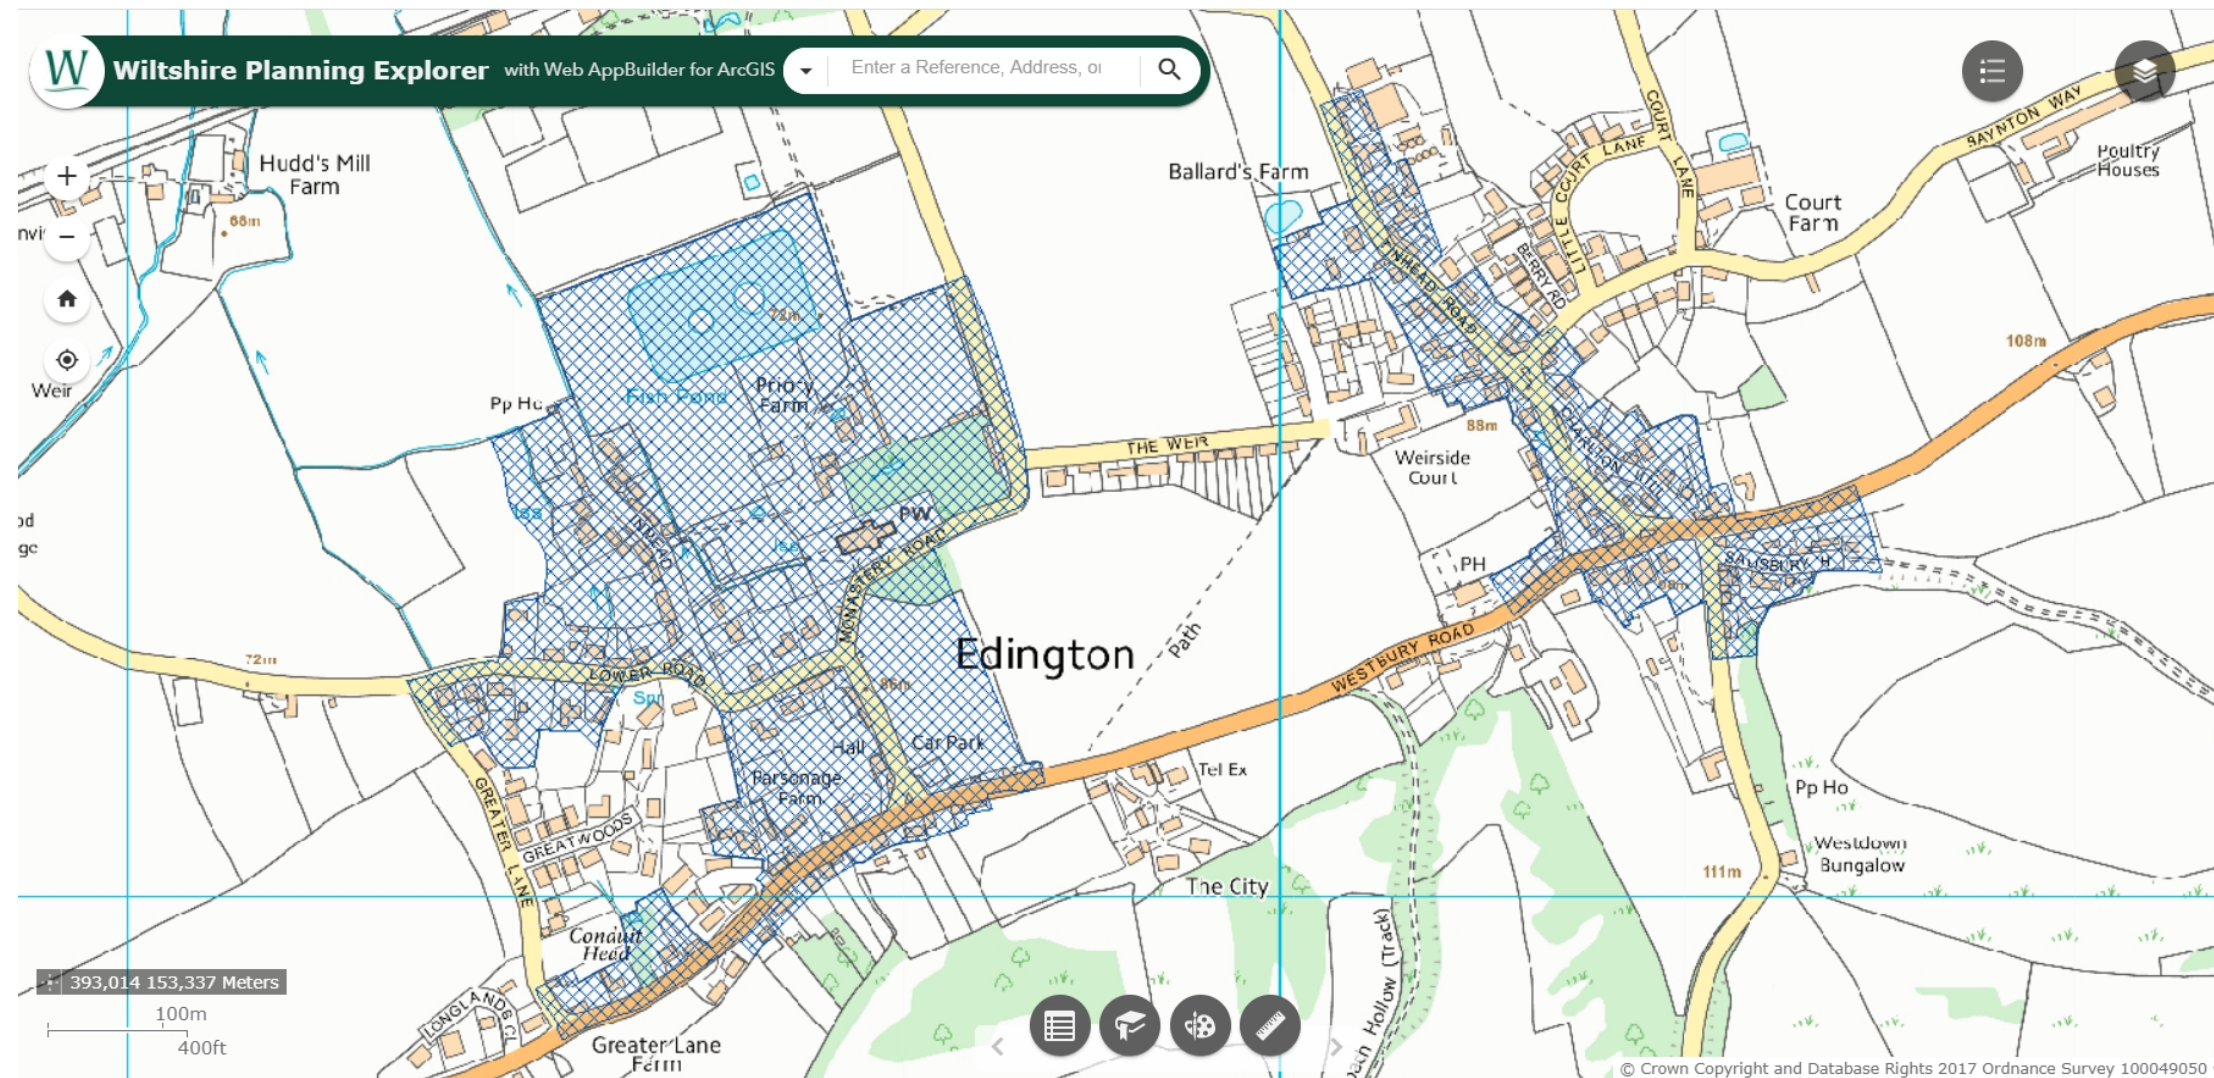 Wiltshire Planning Explorer with Web AppBuilder for ArcGIS
Enter a Reference, Address, or
Hudd's Mill
Farm
68m
Weir
Pp Ho
72m
Fish Pond
Priory
Farm
Iss
INMEAD
Iss
PW
MONASTERY ROAD
LOWER ROAD
72m
Spr
86m
Hall
Car Park
Parsonage
Farm
GREATER LANE
GREATWOODS
Conduit
Head
LONGLANDS CL
Greater Lane
Farm
Edington
Path
WESTBURY ROAD
Tel Ex
The City
THE WEIR
Ballard's Farm
TINHEAD ROAD
BERRY RD
LITTLE COURT LANE
COURT LANE
Court
Farm
BAYNTON WAY
Poultry
Houses
108m
88m
Weirside
Court
CHARLTON HILL
PH
SALISBURY H
98m
Pp Ho
Westdown
Bungalow
111m
Hollow (Track)
393,014 153,337 Meters
100m
400ft
© Crown Copyright and Database Rights 2017 Ordnance Survey 100049050